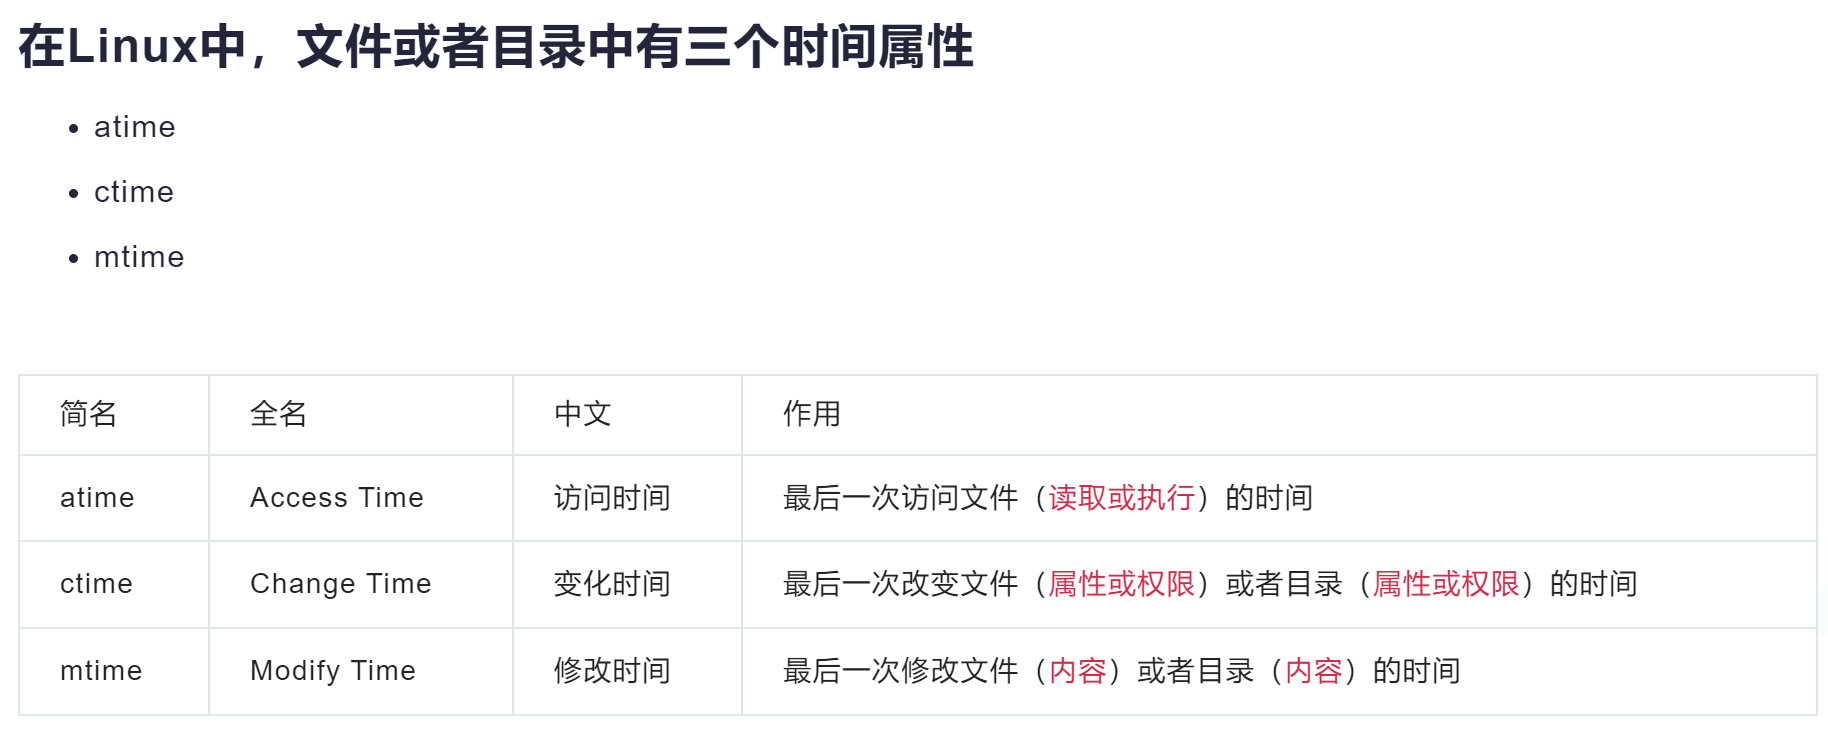 在Linux中，文件或者目录中有三个时间属性
atime
ctime
mtime
简名 全名 中文 作用
atime Access Time 访问时间 最后一次访问文件（读取或执行）的时间
ctime Change Time 变化时间 最后一次改变文件（属性或权限）或者目录（属性或权限）的时间
mtime Modify Time 修改时间 最后一次修改文件（内容）或者目录（内容）的时间